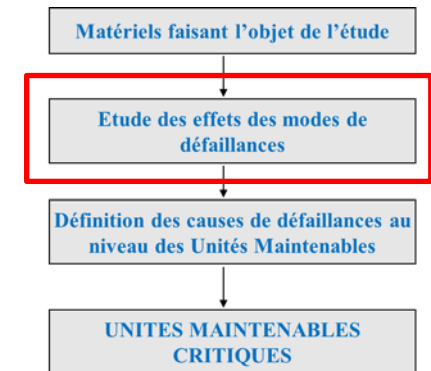 Matériels faisant l’objet de l’étude
Etude des effets des modes de
défaillances
Définition des causes de défaillances au
niveau des Unités Maintenables
UNITES MAINTENABLES
CRITIQUES